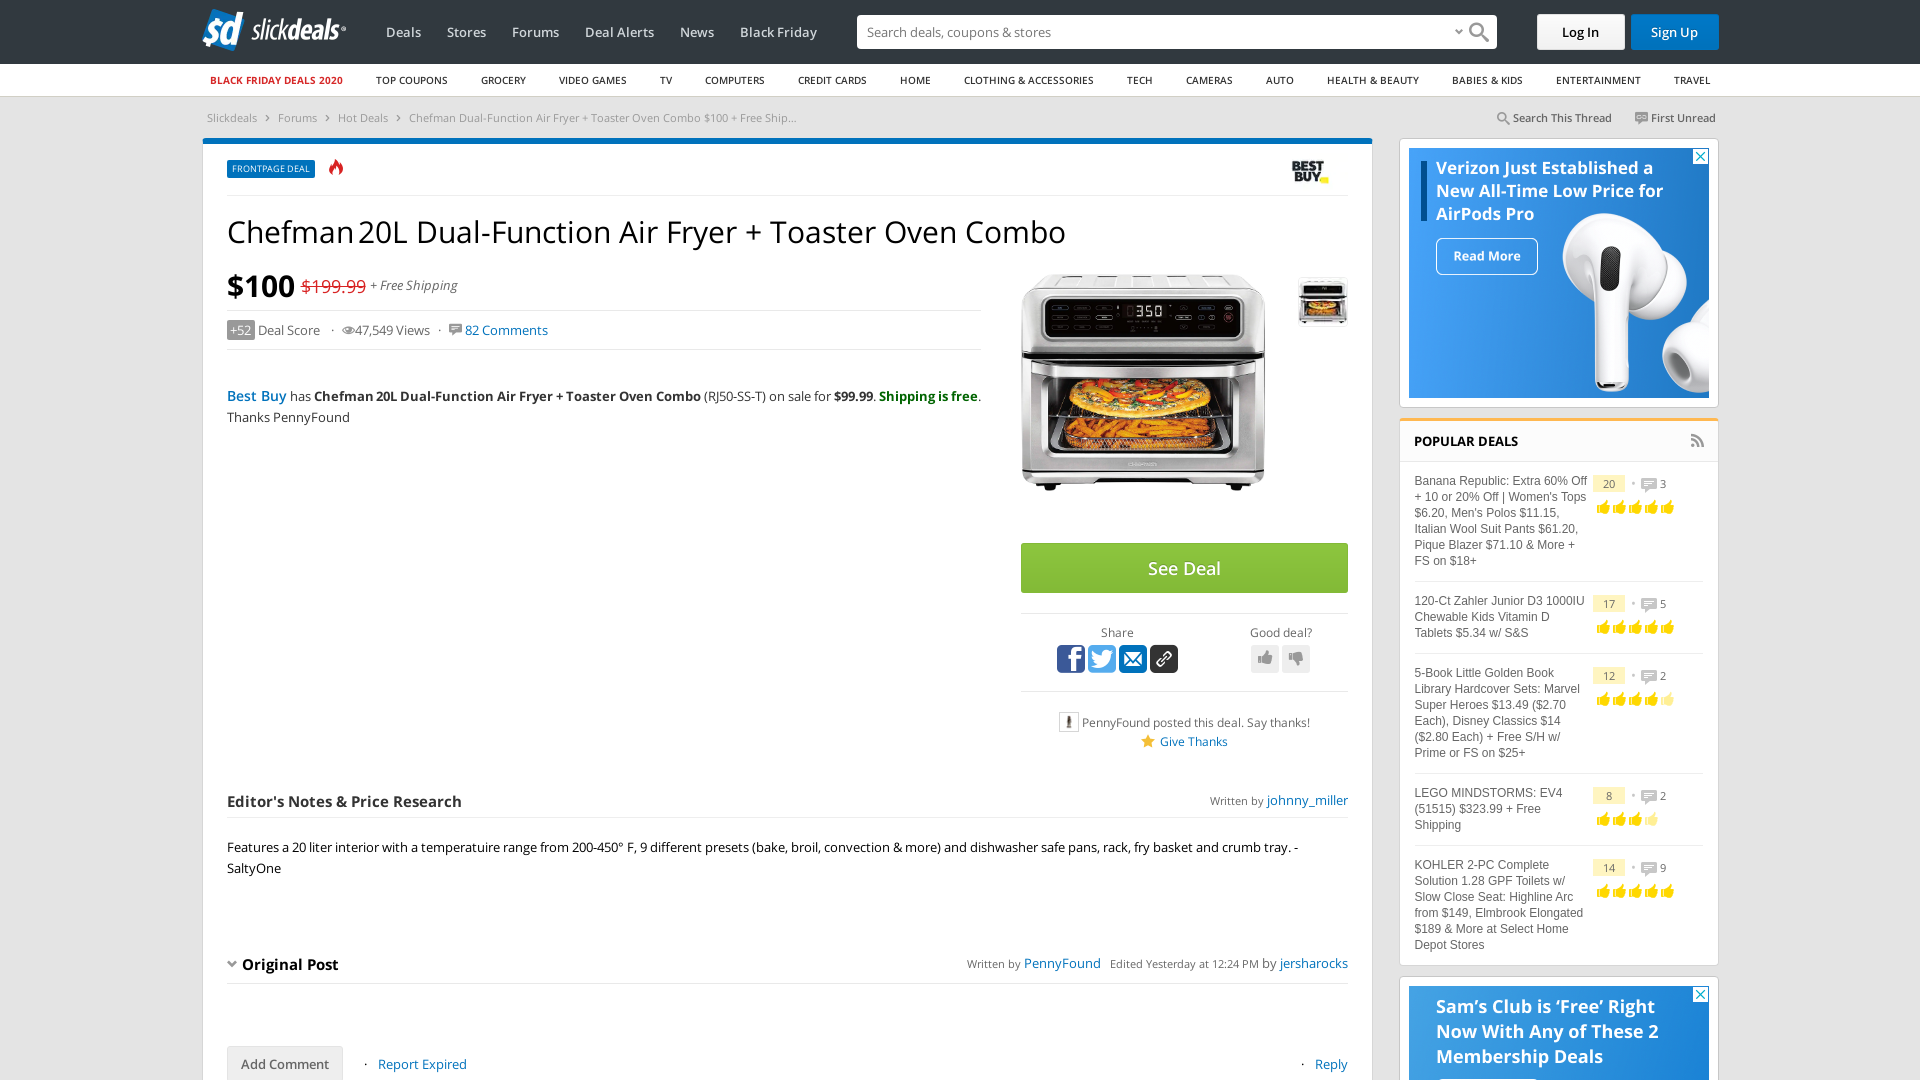 slickdeals
Deals Stores Forums Deal Alerts News Black Friday
Search deals, coupons & shopping
Log In Sign Up
BLACK FRIDAY DEALS 2020 TOP COUPONS GROCERY VIDEO GAMES TV COMPUTERS CREDIT CARDS HOME CLOTHING & ACCESSORIES TECH CAMERAS AUTO HEALTH & BEAUTY BABIES & KIDS ENTERTAINMENT TRAVEL
Slickdeals › Forums › Hot Deals › Chefman Dual-Function Air Fryer + Toaster Oven Combo $100 + Free Ship...
Search This Thread First Unread
FRONTPAGE DEAL
BEST
BUY
Chefman 20L Dual-Function Air Fryer + Toaster Oven Combo
$100 $199.99 + Free Shipping
+52 Deal Score · 47,549 Views · 82 Comments
Best Buy has Chefman 20L Dual-Function Air Fryer + Toaster Oven Combo (RJ50-SS-T) on sale for $99.99. Shipping is free.
Thanks PennyFound
350
See Deal
Share
Good deal?
PennyFound posted this deal. Say thanks!
Give Thanks
Editor's Notes & Price Research
Written by johnny_miller
Features a 20 liter interior with a temperatuire range from 200-450° F, 9 different presets (bake, broil, convection & more) and dishwasher safe pans, rack, fry basket and crumb tray. -
SaltyOne
Original Post
Written by PennyFound Edited Yesterday at 12:24 PM by jersharocks
Add Comment · Report Expired
· Reply
Verizon Just Established a
New All-Time Low Price for
AirPods Pro
Read More
POPULAR DEALS
Banana Republic: Extra 60% Off
+ 10 or 20% Off | Women's Tops
$6.20, Men's Polos $11.15,
Italian Wool Suit Pants $61.20,
Pique Blazer $71.10 & More +
FS on $18+
20 • 3
120-Ct Zahler Junior D3 1000IU
Chewable Kids Vitamin D
Tablets $5.34 w/ S&S
17 • 5
5-Book Little Golden Book
Library Hardcover Sets: Marvel
Super Heroes $13.49 ($2.70
Each), Disney Classics $14
($2.80 Each) + Free S/H w/
Prime or FS on $25+
12 • 2
LEGO MINDSTORMS: EV4
(51515) $323.99 + Free
Shipping
8 • 2
KOHLER 2-PC Complete
Solution 1.28 GPF Toilets w/
Slow Close Seat: Highline Arc
from $149, Elmbrook Elongated
$189 & More at Select Home
Depot Stores
14 • 9
Sam's Club is 'Free' Right
Now With Any of These 2
Membership Deals